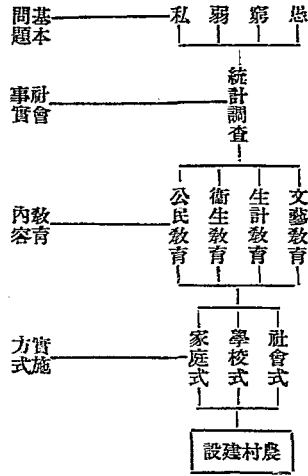 愚
窮
弱
私
基本
問題
統計調查
社會
事實
文藝教育
生計教育
衞生教育
公民教育
教育
內容
社會式
學校式
家庭式
實施
方式
農村建設